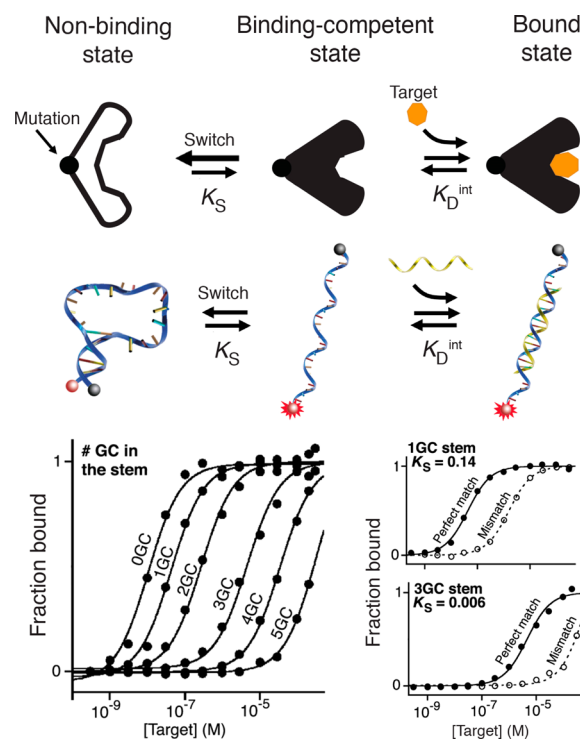 Non-binding
state
Binding-competent
state
Bound
state
Mutation
Switch
K_S
Target
K_D^int
Switch
K_S
K_D^int
# GC in
the stem
Fraction bound
1
0
0GC
1GC
2GC
3GC
4GC
5GC
10^-9
10^-7
10^-5
[Target] (M)
1GC stem
K_S = 0.14
Perfect match
Mismatch
1
0
3GC stem
K_S = 0.006
Perfect match
Mismatch
1
0
Fraction bound
10^-9
10^-7
10^-5
[Target] (M)